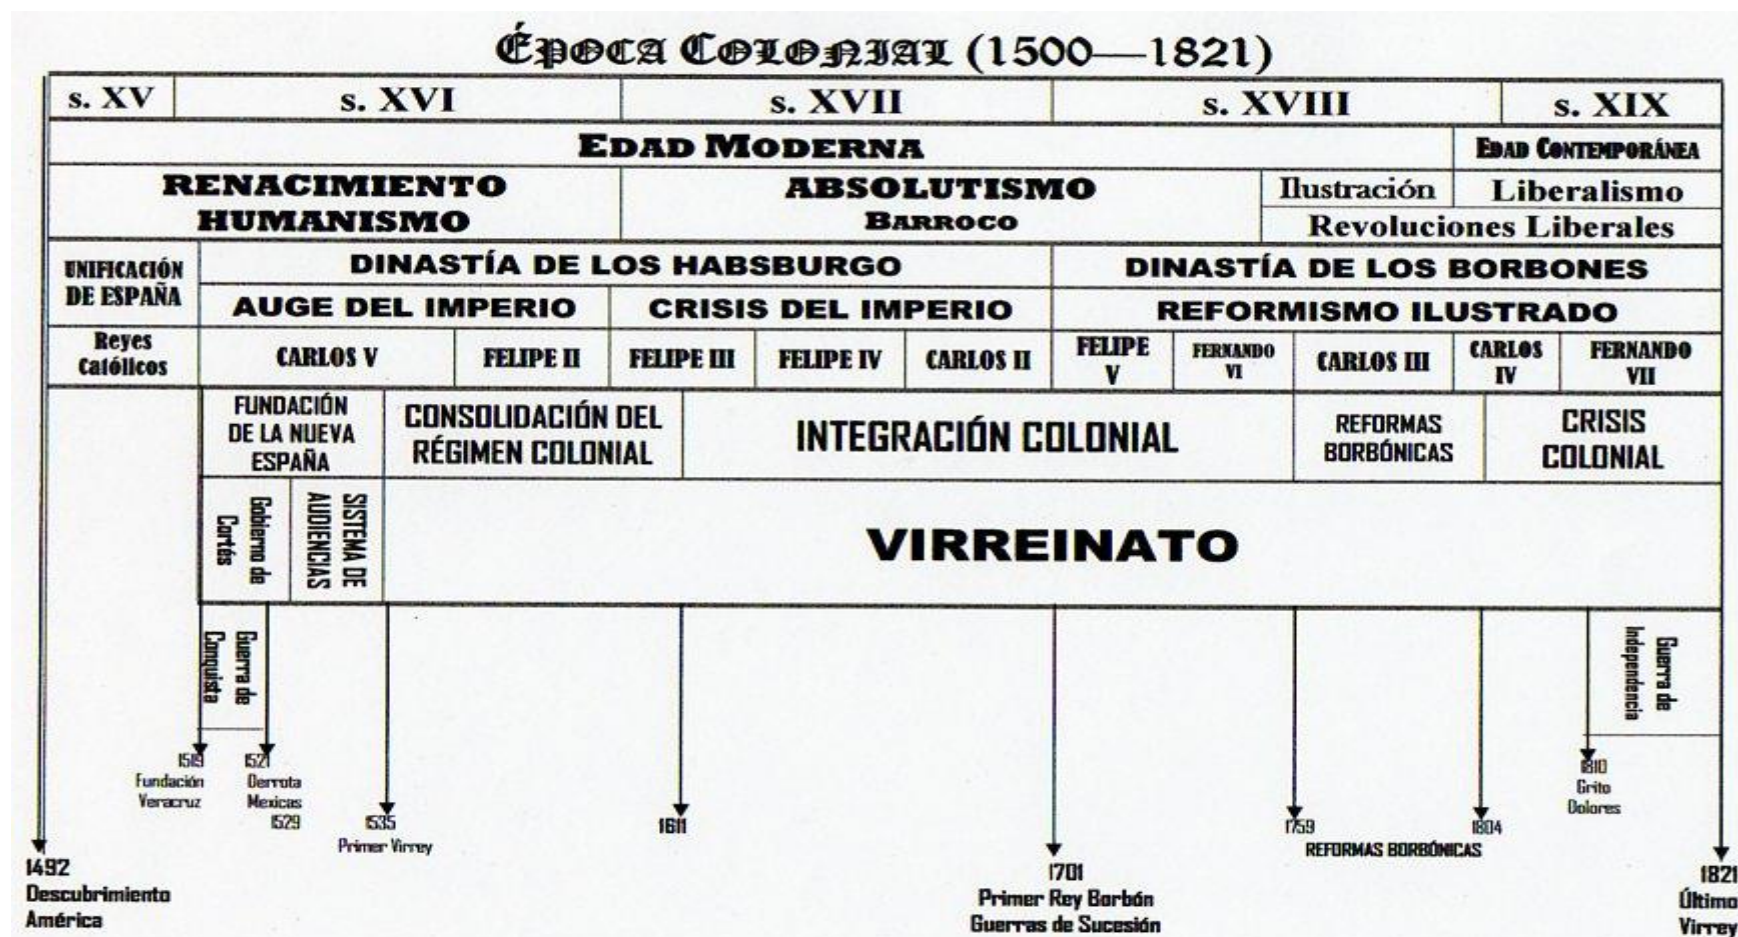 ÉPOCA COLONIAL (1500—1821)
s. XV
s. XVI
s. XVII
s. XVIII
s. XIX
EDAD MODERNA
EDAD CONTEMPORÁNEA
RENACIMIENTO
HUMANISMO
ABSOLUTISMO
BARROCO
Ilustración
Liberalismo
Revoluciones Liberales
UNIFICACIÓN
DE ESPAÑA
DINASTÍA DE LOS HABSBURGO
DINASTÍA DE LOS BORBONES
AUGE DEL IMPERIO
CRISIS DEL IMPERIO
REFORMISMO ILUSTRADO
Reyes
Católicos
CARLOS V
FELIPE II
FELIPE III
FELIPE IV
CARLOS II
FELIPE
V
FERNANDO
VI
CARLOS III
CARLOS
IV
FERNANDO
VII
FUNDACIÓN
DE LA NUEVA
ESPAÑA
CONSOLIDACIÓN DEL
RÉGIMEN COLONIAL
INTEGRACIÓN COLONIAL
REFORMAS
BORBÓNICAS
CRISIS
COLONIAL
Gobierno de
Cortés
SISTEMA DE
AUDIENCIAS
VIRREINATO
Guerra de
Conquista
Guerra de
Independencia
1519
Fundación
Veracruz
1521
Derrota
Mexicas
1529
1535
Primer Virrey
1611
1759
1804
REFORMAS BORBÓNICAS
1810
Grito
Dolores
1492
Descubrimiento
América
1701
Primer Rey Borbón
Guerras de Sucesión
1821
Último
Virrey